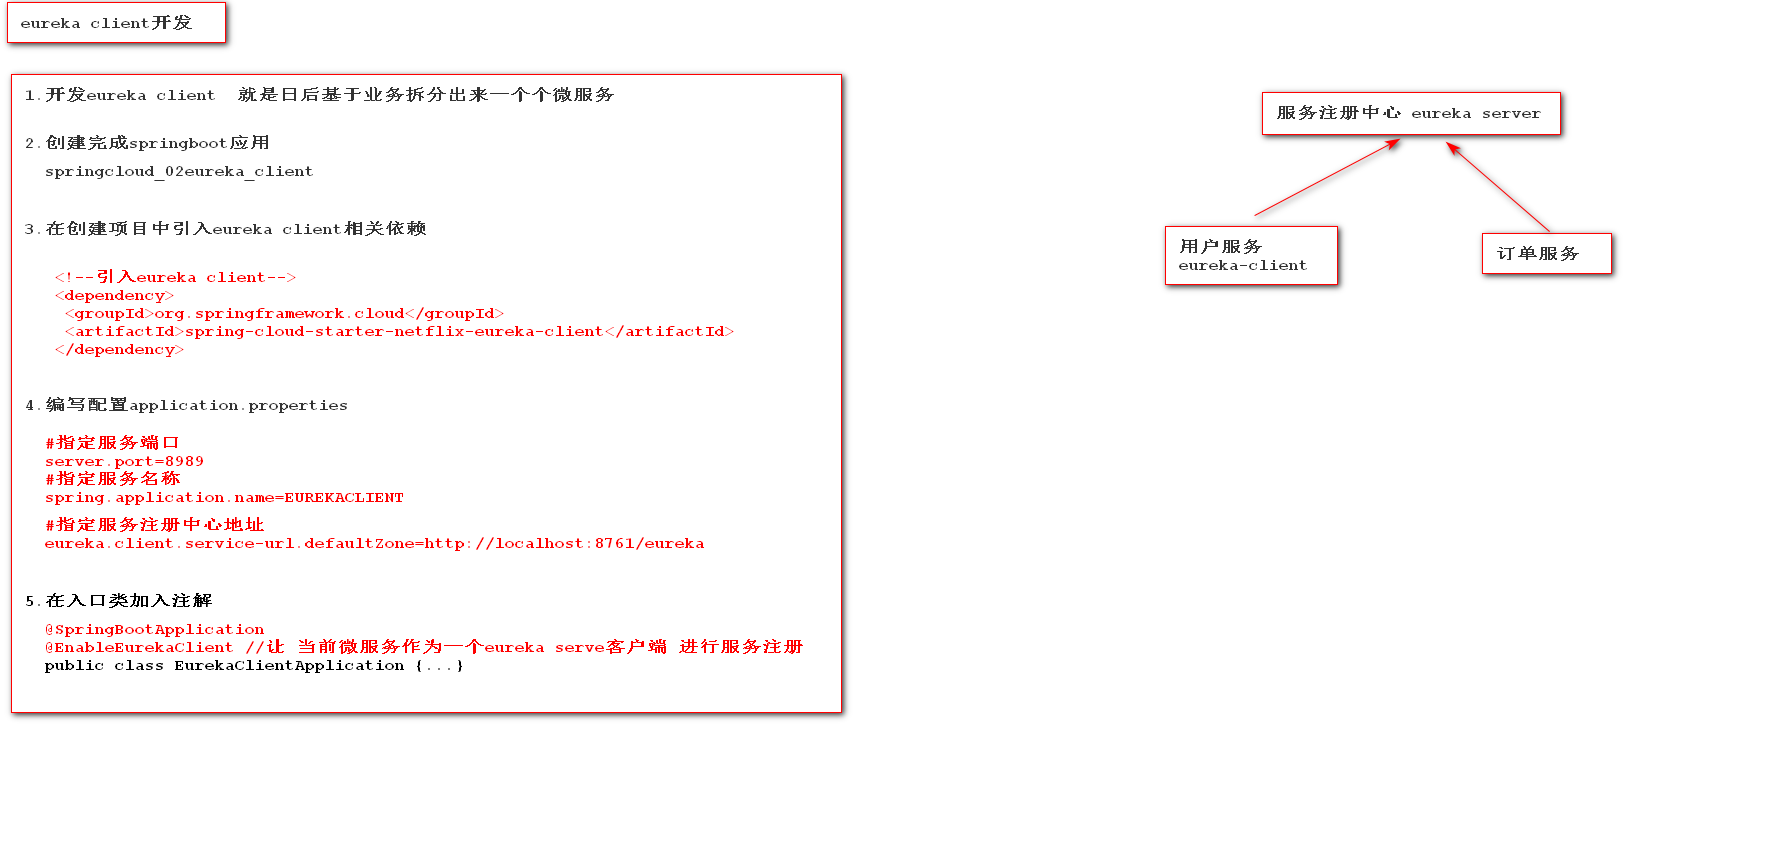 eureka client开发
1.开发eureka client  就是日后基于业务拆分出来一个个微服务
2.创建完成springboot应用
springcloud_02eureka_client
3.在创建项目中引入eureka client相关依赖
<!--引入eureka client-->
<dependency>
<groupId>org.springframework.cloud</groupId>
<artifactId>spring-cloud-starter-netflix-eureka-client</artifactId>
</dependency>
4.编写配置application.properties
#指定服务端口
server.port=8989
#指定服务名称
spring.application.name=EUREKACLIENT
#指定服务注册中心地址
eureka.client.service-url.defaultZone=http://localhost:8761/eureka
5.在入口类加入注解
@SpringBootApplication
@EnableEurekaClient //让 当前微服务作为一个eureka serve客户端 进行服务注册
public class EurekaClientApplication {...}
服务注册中心 eureka server
用户服务
eureka-client
订单服务